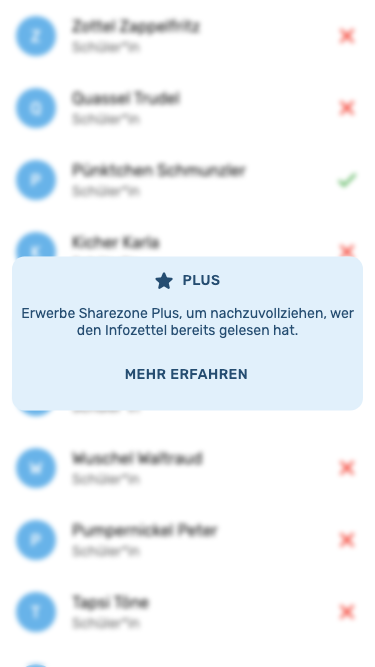 Z
Zottel Zappelfritz
Schüler*in
Q
Quassel Trudel
Schüler*in
P
Pünktchen Schmunzler
Schüler*in
Kicher Karla
PLUS
Erwerbe Sharezone Plus, um nachzuvollziehen, wer
den Infozettel bereits gelesen hat.
MEHR ERFAHREN
W
Wuschel Waltraud
Schüler*in
P
Pumpernickel Peter
Schüler*in
T
Tapsi Töne
Schüler*in